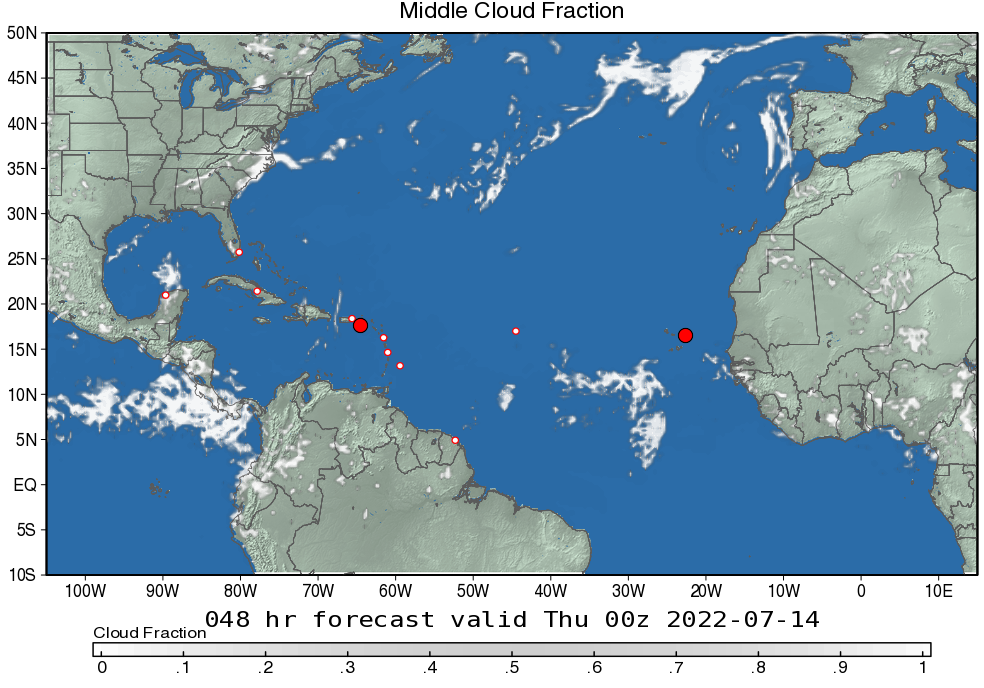 Middle Cloud Fraction
50N
45N
40N
35N
30N
25N
20N
15N
10N
5N
EQ
5S
10S
100W 90W 80W 70W 60W 50W 40W 30W 20W 10W 0 10E
048 hr forecast valid Thu 00z 2022-07-14
Cloud Fraction
0 .1 .2 .3 .4 .5 .6 .7 .8 .9 1